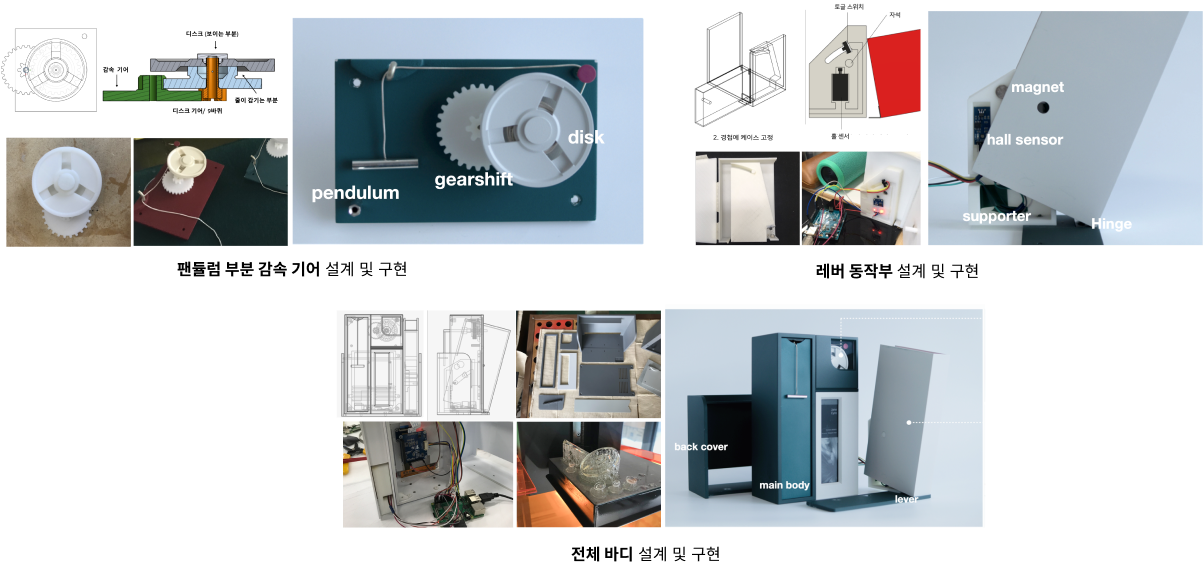 디스크 (보이는 부분)
감속 기어
줄이 감기는 부분
디스크 기어/ 1바퀴
disk
gearshift
pendulum
팬듈럼 부분 감속 기어 설계 및 구현
토글 스위치
자석
2. 경첩에 케이스 고정
홀 센서
magnet
hall sensor
supporter
Hinge
레버 동작부 설계 및 구현
back cover
main body
lever
전체 바디 설계 및 구현